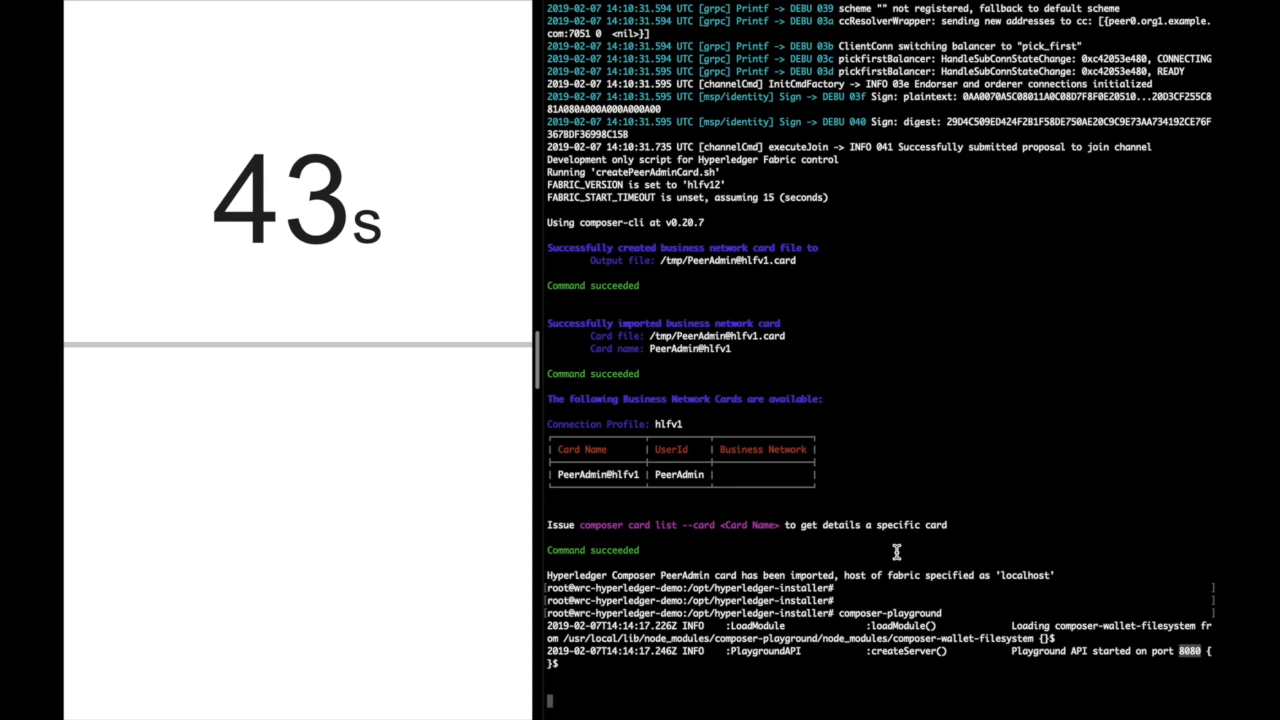 43s
2019-02-07 14:10:31.594 UTC [grpc] Printf -> DEBU 039 scheme "" not registered, fallback to default scheme
2019-02-07 14:10:31.594 UTC [grpc] Printf -> DEBU 03a ccResolverWrapper: sending new addresses to cc: [{peer0.org1.example.
com:7051 0  <nil>}]
2019-02-07 14:10:31.594 UTC [grpc] Printf -> DEBU 03b ClientConn switching balancer to "pick_first"
2019-02-07 14:10:31.594 UTC [grpc] Printf -> DEBU 03c pickfirstBalancer: HandleSubConnStateChange: 0xc42053e480, CONNECTING
2019-02-07 14:10:31.595 UTC [grpc] Printf -> DEBU 03d pickfirstBalancer: HandleSubConnStateChange: 0xc42053e480, READY
2019-02-07 14:10:31.595 UTC [channelCmd] InitCmdFactory -> INFO 03e Endorser and orderer connections initialized
2019-02-07 14:10:31.595 UTC [msp/identity] Sign -> DEBU 03f Sign: plaintext: 0AA0070A5C08011A0C08D7F8F0E20510...20D3CF255C8
81A080A000A000A000A00
2019-02-07 14:10:31.595 UTC [msp/identity] Sign -> DEBU 040 Sign: digest: 29D4C509ED424F2B1F58DE750AE20C9C9E73AA734192CE76F
367BDF36998C15B
2019-02-07 14:10:31.735 UTC [channelCmd] executeJoin -> INFO 041 Successfully submitted proposal to join channel
Development only script for Hyperledger Fabric control
Running 'createPeerAdminCard.sh'
FABRIC_VERSION is set to 'hlfv12'
FABRIC_START_TIMEOUT is unset, assuming 15 (seconds)
Using composer-cli at v0.20.7
Successfully created business network card file to
Output file: /tmp/PeerAdmin@hlfv1.card
Command succeeded
Successfully imported business network card
Card file: /tmp/PeerAdmin@hlfv1.card
Card name: PeerAdmin@hlfv1
Command succeeded
The following Business Network Cards are available:
Connection Profile: hlfv1
Card Name | UserId | Business Network
PeerAdmin@hlfv1 | PeerAdmin |
Issue composer card list --card <Card Name> to get details a specific card
Command succeeded
Hyperledger Composer PeerAdmin card has been imported, host of fabric specified as 'localhost'
[root@wrc-hyperledger-demo:/opt/hyperledger-installer# ]
[root@wrc-hyperledger-demo:/opt/hyperledger-installer# ]
[root@wrc-hyperledger-demo:/opt/hyperledger-installer# composer-playground ]
2019-02-07T14:14:17.226Z INFO :LoadModule :loadModule() Loading composer-wallet-filesystem fr
om /usr/local/lib/node_modules/composer-playground/node_modules/composer-wallet-filesystem {}$
2019-02-07T14:14:17.246Z INFO :PlaygroundAPI :createServer() Playground API started on port 8080 {
}$